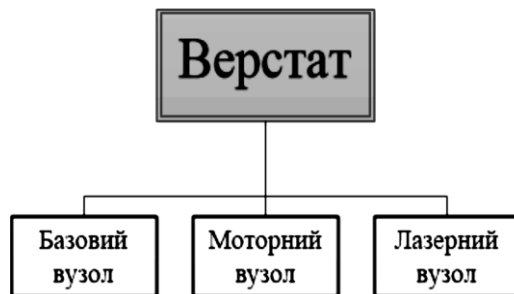 Верстат
Базовий
вузол
Моторний
вузол
Лазерний
вузол